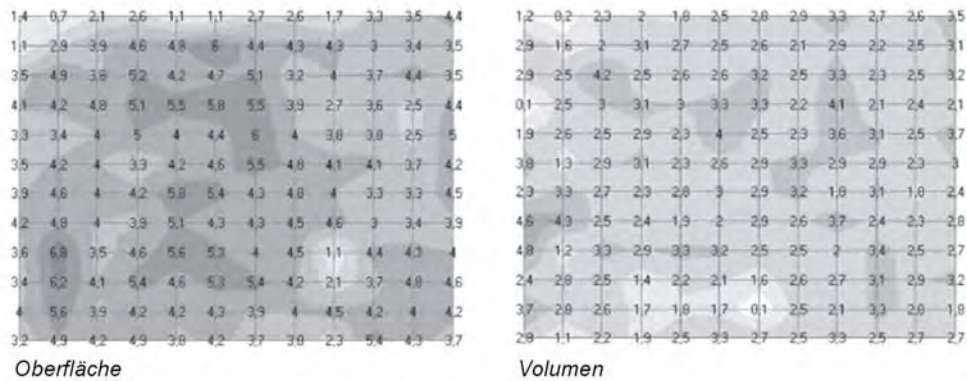 1,4 0,7 2,1 2,6 1,1 1,1 2,7 2,6 1,7 3,3 3,5 4,4
1,1 2,9 3,9 4,6 4,8 6 4,4 4,3 4,3 3 3,4 3,5
3,5 4,9 3,8 5,2 4,2 4,7 5,1 3,2 4 3,7 4,4 3,5
4,1 4,2 4,8 5,1 5,5 5,8 5,5 3,9 2,7 3,6 2,5 4,4
3,3 3,4 4 5 4 4,4 6 4 3,8 3,8 2,5 5
3,5 4,2 4 3,3 4,2 4,6 5,5 4,8 4,1 4,1 3,7 4,2
3,9 4,6 4 4,2 5,8 5,4 4,3 4,8 4 3,3 3,3 4,5
4,2 4,8 4 3,9 5,1 4,3 4,3 4,5 4,6 3 3,4 3,9
3,6 6,8 3,5 4,6 5,6 5,3 4 4,5 1,1 4,4 4,3 4
3,4 6,2 4,1 5,4 4,6 5,3 5,4 4,2 2,1 3,7 4,8 4,6
4 5,6 3,9 4,2 4,2 4,3 3,9 4 4,5 4,2 4 4,2
3,2 4,9 4,2 4,9 3,8 4,2 3,7 3,8 2,3 5,4 4,3 3,7
Oberfläche
1,2 0,2 2,3 2 1,8 2,5 2,8 2,9 3,3 2,7 2,6 3,5
2,9 1,6 2 3,1 2,7 2,5 2,6 2,1 2,9 2,2 2,5 3,1
2,9 2,5 4,2 2,5 2,6 2,6 3,2 2,5 3,3 2,3 2,5 3,2
0,1 2,5 3 3,1 3 3,3 3,3 2,2 4,1 2,1 2,4 2,1
1,9 2,6 2,5 2,9 2,3 4 2,5 2,3 3,6 3,1 2,5 3,7
3,8 1,3 2,9 3,1 2,3 2,6 2,9 3,3 2,9 2,9 2,3 3
2,3 3,3 2,7 2,3 2,8 3 2,9 3,2 1,8 3,1 1,8 2,4
4,6 4,3 2,5 2,4 1,9 2 2,9 2,6 3,7 2,4 2,3 2,8
4,8 1,2 3,3 2,9 3,3 3,2 2,5 2,5 2 3,4 2,5 2,7
2,4 2,8 2,5 1,4 2,2 2,1 1,6 2,6 2,7 3,1 2,9 3,2
3,7 2,8 2,6 1,7 1,8 1,7 0,1 2,5 2,1 3,3 2,8 1,8
2,8 1,1 2,2 1,9 2,5 3,3 2,7 2,9 3,3 2,5 2,7 2,7
Volumen